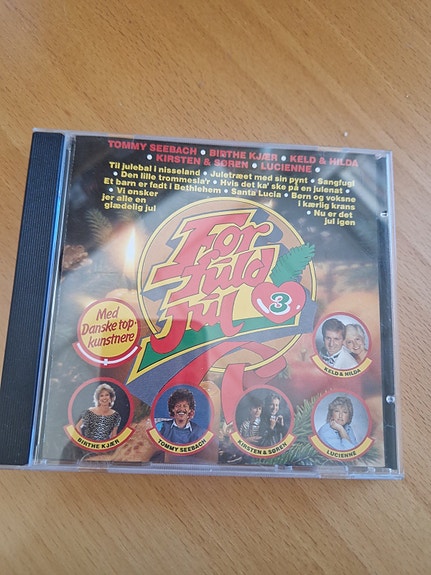 TOMMY SEEBACH • BIRTHE KJÆR • KELD & HILDA
• KIRSTEN & SØREN • LUCIENNE •
Til julebal i nisseland • Juletræet med sin pynt • Sangfugl
• Den lille trommeslar • Hvis det ka' ske på en julenat •
Et barn er født i Bethlehem • Santa Lucia • Børn og voksne
• Vi ønsker i kærlig krans
jer alle en • Nu er det
glædelig jul jul igen
For
fuld
jul
3
Med
Danske top-
kunstnere
KELD & HILDA
BIRTHE KJÆR
TOMMY SEEBACH
KIRSTEN & SØREN
LUCIENNE